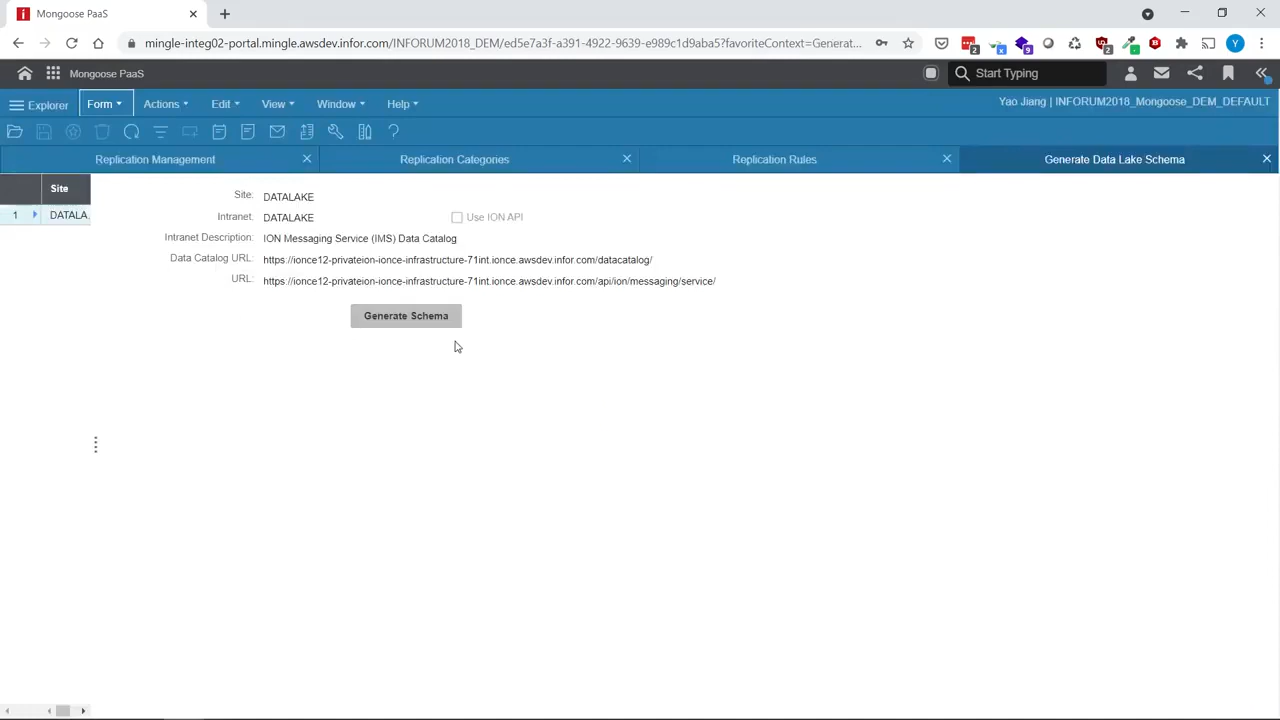 Mongoose PaaS
mingle-integ02-portal.mingle.awsdev.infor.com/INFORUM2018_DEM/ed5e7a3f-a391-4922-9639-e989c1d9aba5?favoriteContext=Generat...
2 x 9 2 Y
Mongoose PaaS Start Typing
Explorer Form Actions Edit View Window Help Yao Jiang | INFORUM2018_Mongoose_DEM_DEFAULT
Replication Management Replication Categories Replication Rules Generate Data Lake Schema
Site
1 DATALA
Site: DATALAKE
Intranet: DATALAKE Use ION API
Intranet Description: ION Messaging Service (IMS) Data Catalog
Data Catalog URL: https://ionce12-privateion-ionce-infrastructure-71int.ionce.awsdev.infor.com/datacatalog/
URL: https://ionce12-privateion-ionce-infrastructure-71int.ionce.awsdev.infor.com/api/ion/messaging/service/
Generate Schema